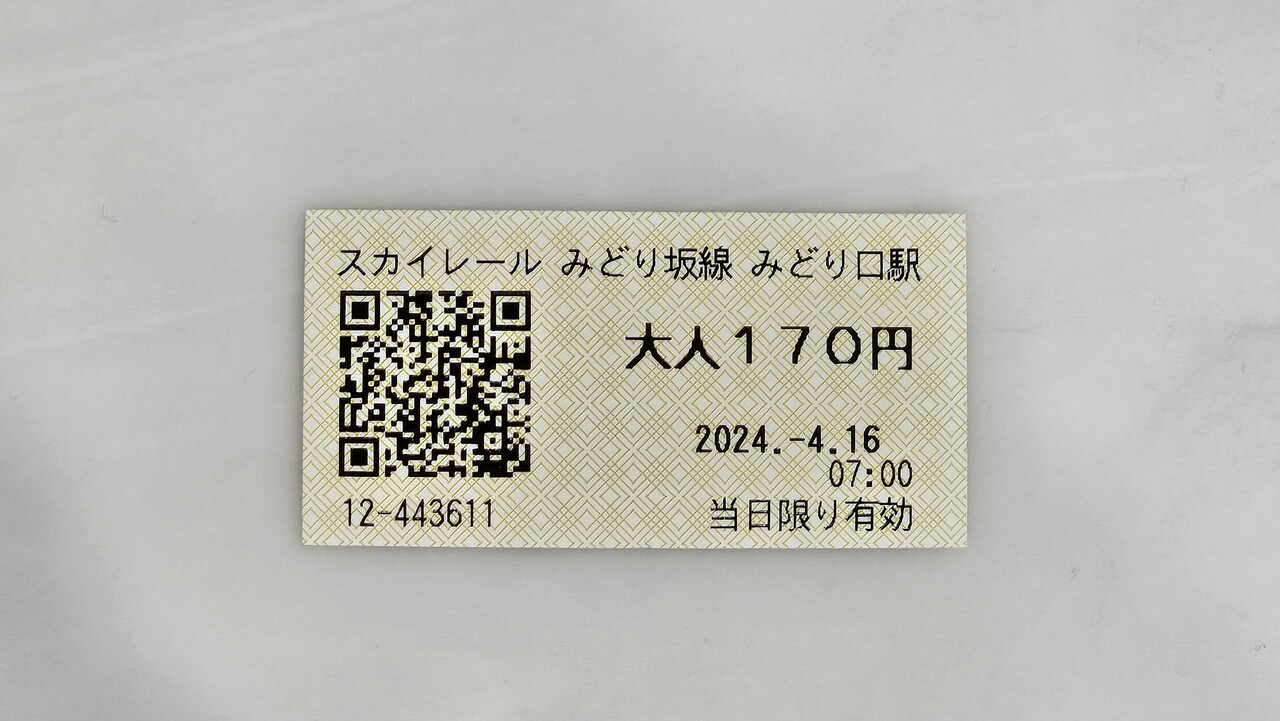 スカイレール みどり坂線 みどり口駅
大人１７０円
2024.-4.16
07:00
12-443611 当日限り有効